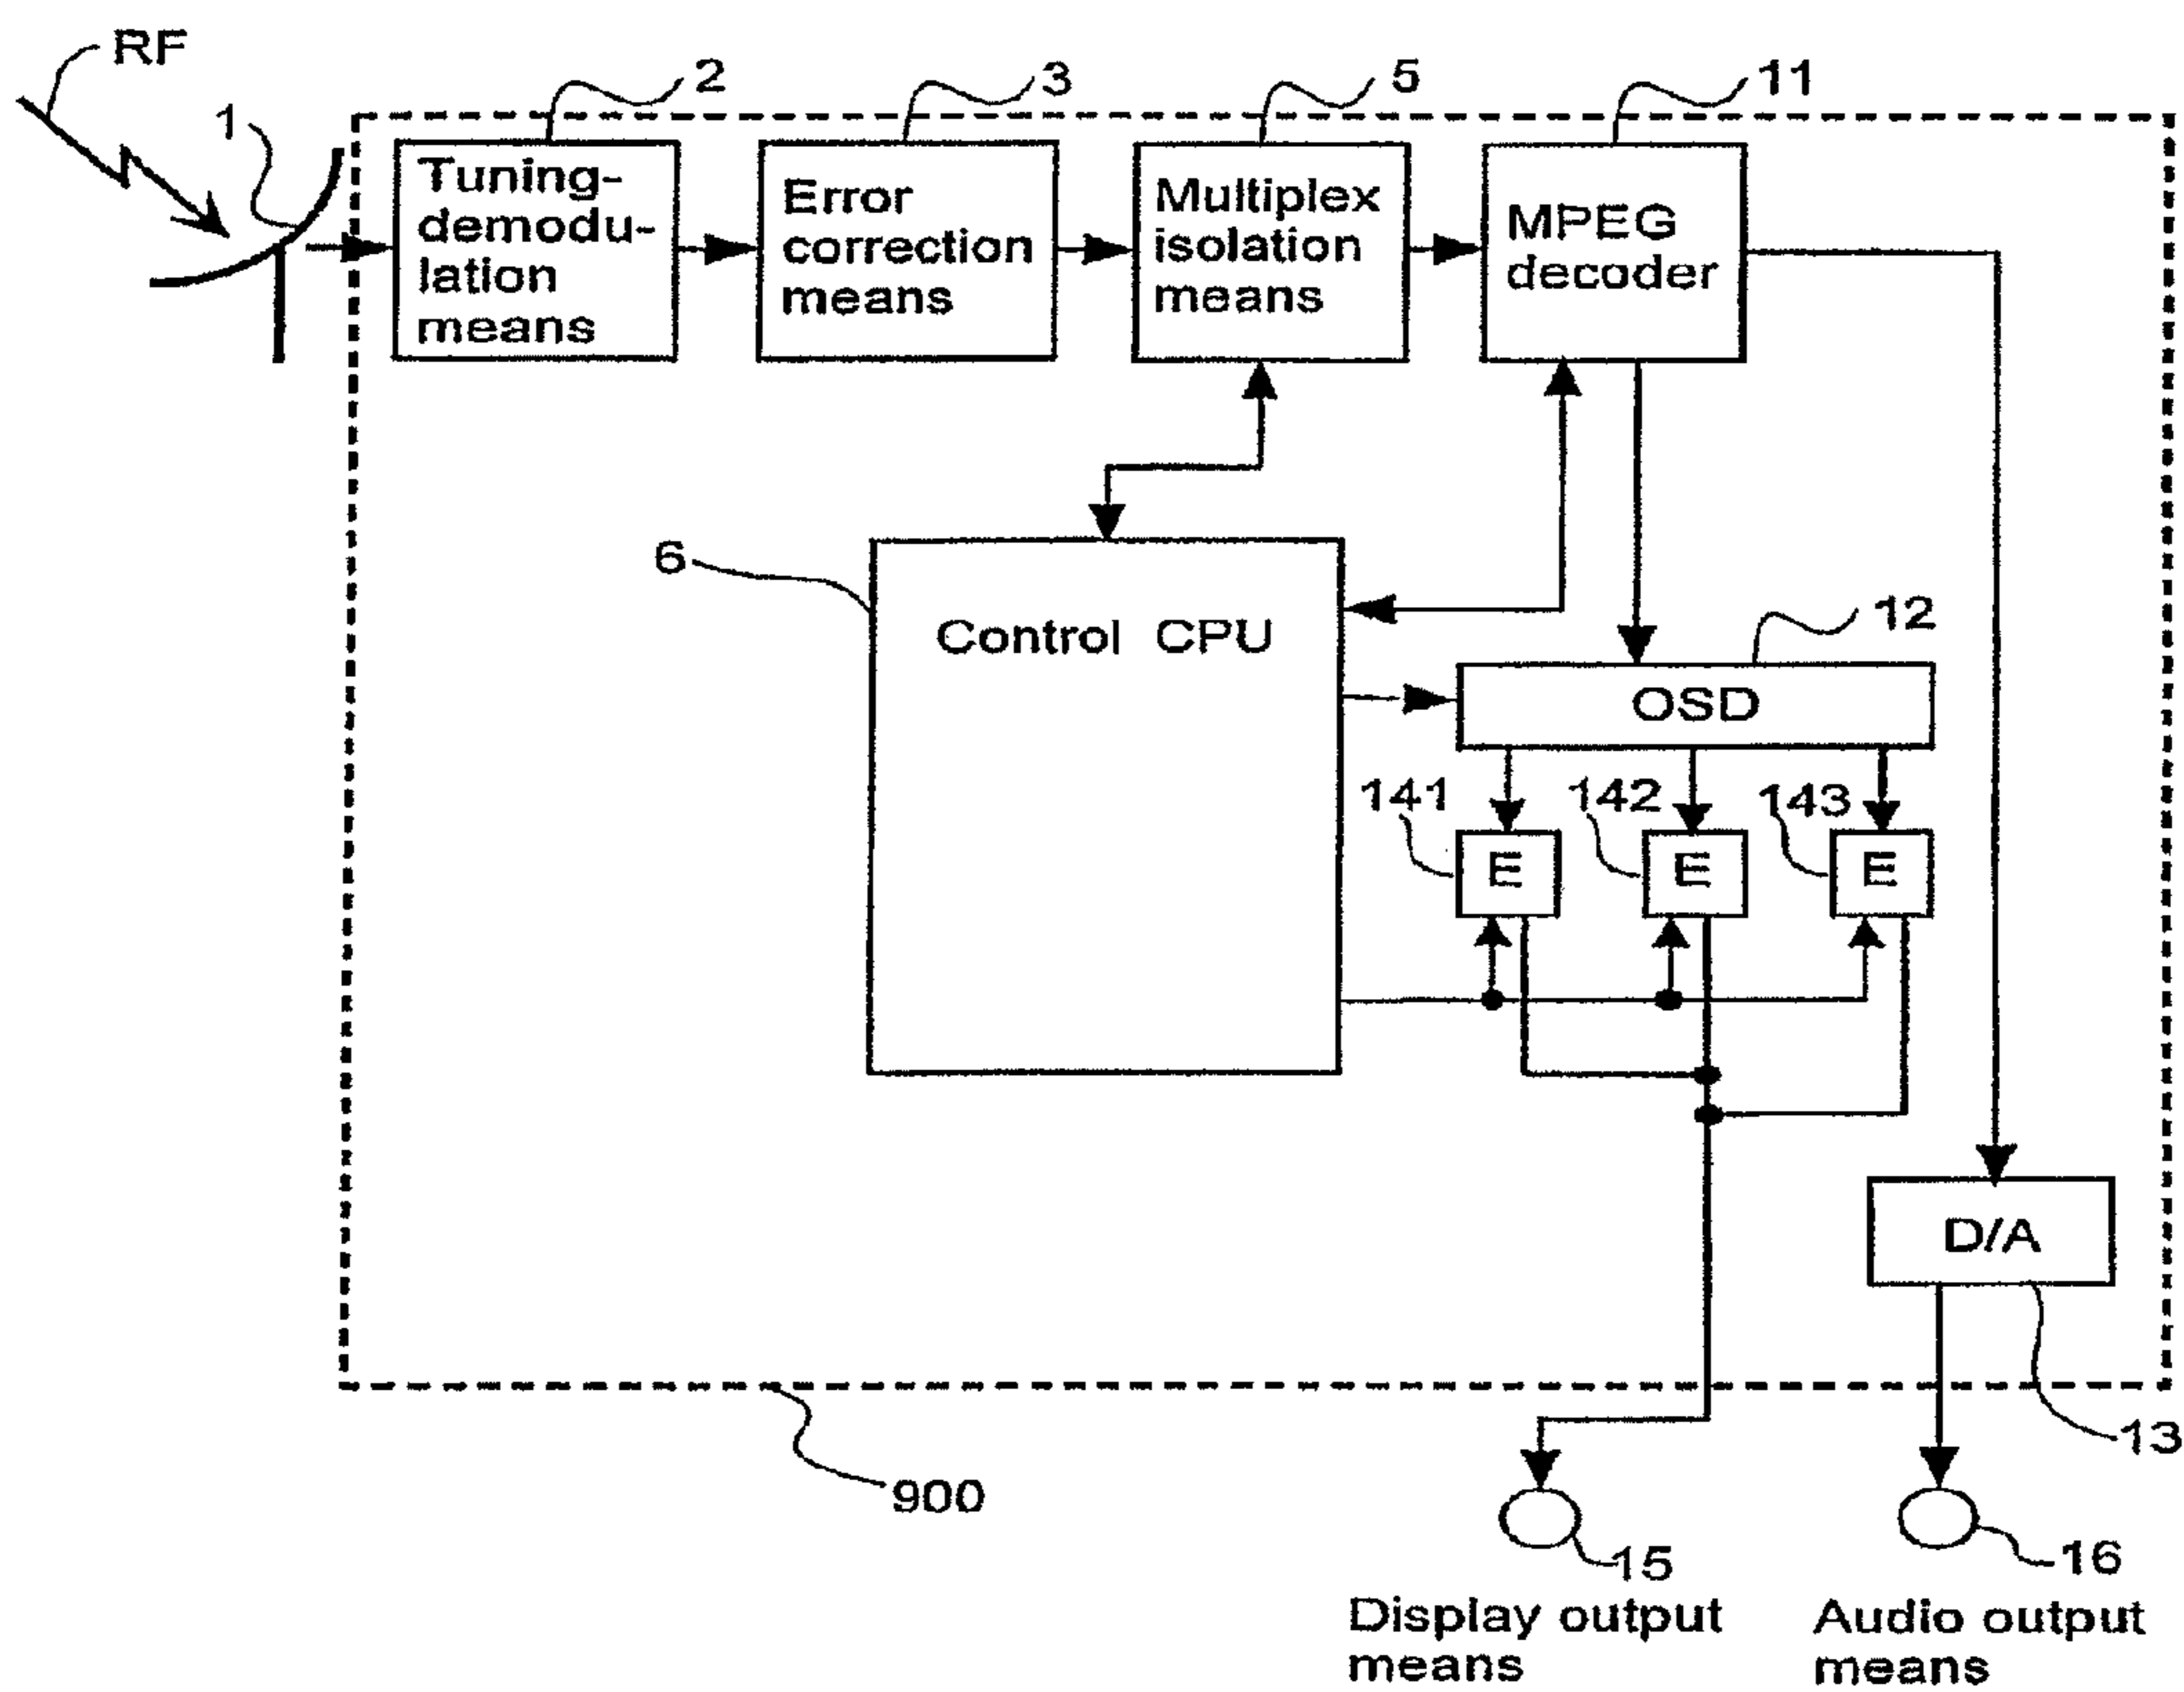 RF
1
2
3
5
11
Tuning-
demodu-
lation
means
Error
correction
means
Multiplex
isolation
means
MPEG
decoder
6
Control CPU
12
OSD
141
142
143
E
E
E
D/A
13
900
15
16
Display output
means
Audio output
means